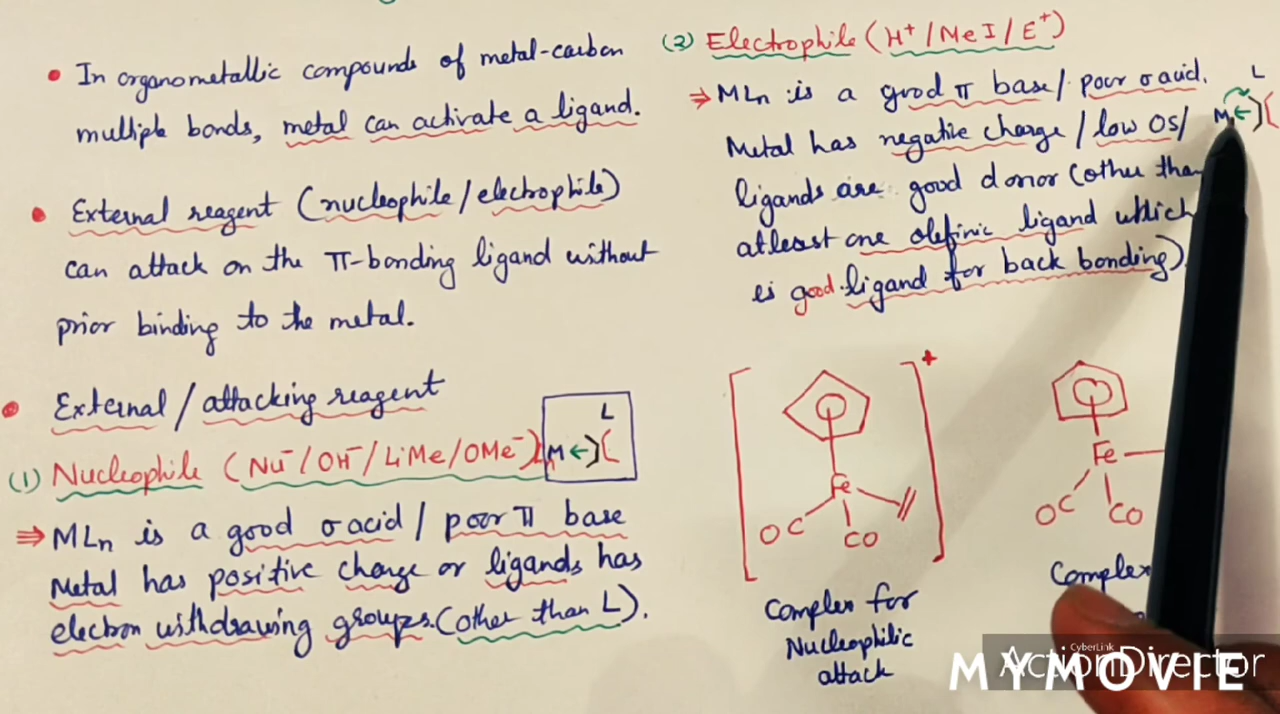 • In organometallic compounds of metal-carbon
multiple bonds, metal can activate a ligand.
• External reagent (nucleophile/electrophile)
can attack on the π-bonding ligand without
prior binding to the metal.
• External/attacking reagent
(1) Nucleophile (Nu⁻/OH⁻/LiMe/OMe⁻)
L
M ←
⇒ MLn is a good σ acid / poor π base
Metal has positive charge or ligands has
electron withdrawing groups. (other than L).
(2) Electrophile (H⁺/MeI/E⁺)
⇒ MLn is a good π base/ poor σ acid.
Metal has negative charge / low OS/
ligands are good donor (other than
atleast one olefinic ligand which
is good ligand for back bonding)
L
M ←
+
Fe
OC
CO
Complex for
Nucleophilic
attack
Fe
OC
CO
Complex
CyberLink
ActionDirector
MYMOVIE